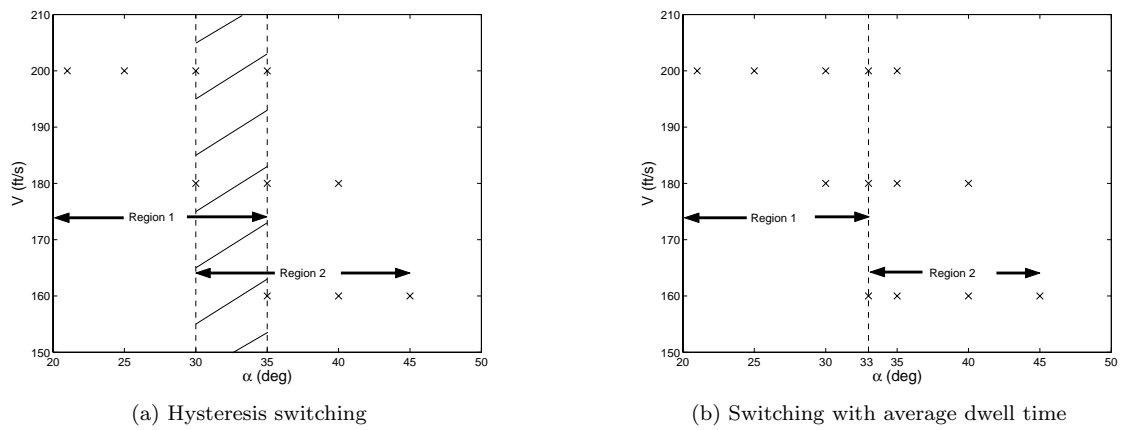 210
200
190
180
170
160
150
V (ft/s)
Region 1
Region 2
20 25 30 35 40 45 50
α (deg)
(a) Hysteresis switching
210
200
190
180
170
160
150
V (ft/s)
Region 1
Region 2
20 25 30 33 35 40 45 50
α (deg)
(b) Switching with average dwell time